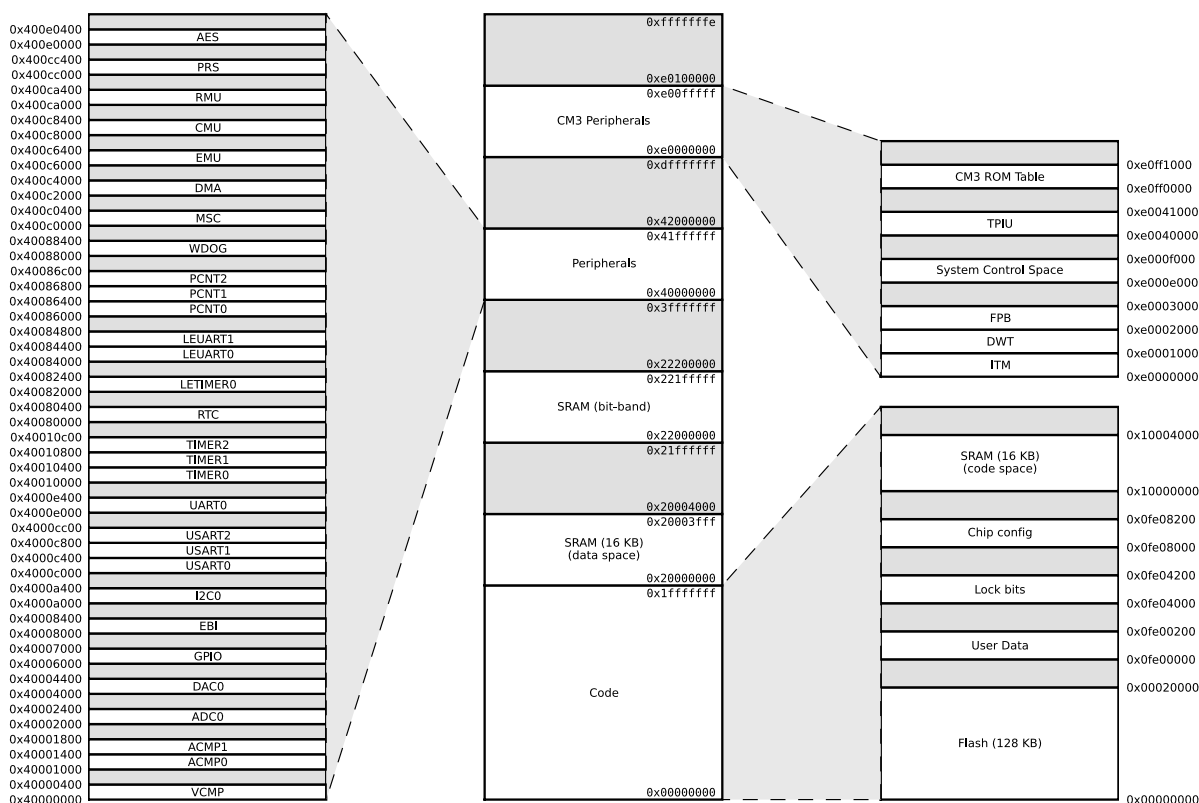 0x400e0400
AES
0x400e0000
0x400cc400
PRS
0x400cc000
0x400ca400
RMU
0x400ca000
0x400c8400
CMU
0x400c8000
0x400c6400
EMU
0x400c6000
0x400c4000
DMA
0x400c2000
0x400c0400
MSC
0x400c0000
0x40088400
WDOG
0x40088000
0x40086c00
PCNT2
0x40086800
PCNT1
0x40086400
PCNT0
0x40086000
0x40084800
LEUART1
0x40084400
LEUART0
0x40084000
0x40082400
LETIMER0
0x40082000
0x40080400
RTC
0x40080000
0x40010c00
TIMER2
0x40010800
TIMER1
0x40010400
TIMER0
0x40010000
0x4000e400
UART0
0x4000e000
0x4000cc00
USART2
0x4000c800
USART1
0x4000c400
USART0
0x4000c000
0x4000a400
I2C0
0x4000a000
0x40008400
EBI
0x40008000
0x40007000
GPIO
0x40006000
0x40004400
DAC0
0x40004000
0x40002400
ADC0
0x40002000
0x40001800
ACMP1
0x40001400
ACMP0
0x40001000
0x40000400
VCMP
0x40000000
0xfffffffe
0xe0100000
0xe00fffff
CM3 Peripherals
0xe0000000
0xdfffffff
0x42000000
0x41ffffff
Peripherals
0x40000000
0x3fffffff
0x22200000
0x221fffff
SRAM (bit-band)
0x22000000
0x21ffffff
0x20004000
0x20003fff
SRAM (16 KB)
(data space)
0x20000000
0x1fffffff
Code
0x00000000
0xe0ff1000
CM3 ROM Table
0xe0ff0000
0xe0041000
TPIU
0xe0040000
0xe000f000
System Control Space
0xe000e000
0xe0003000
FPB
0xe0002000
DWT
0xe0001000
ITM
0xe0000000
0x10004000
SRAM (16 KB)
(code space)
0x10000000
0x0fe08200
Chip config
0x0fe08000
0x0fe04200
Lock bits
0x0fe04000
0x0fe00200
User Data
0x0fe00000
0x00020000
Flash (128 KB)
0x00000000